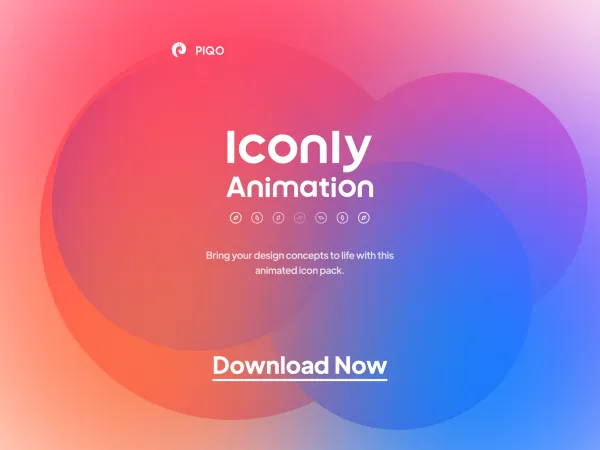 PIQO
Iconly
Animation
Bring your design concepts to life with this
animated icon pack.
Download Now